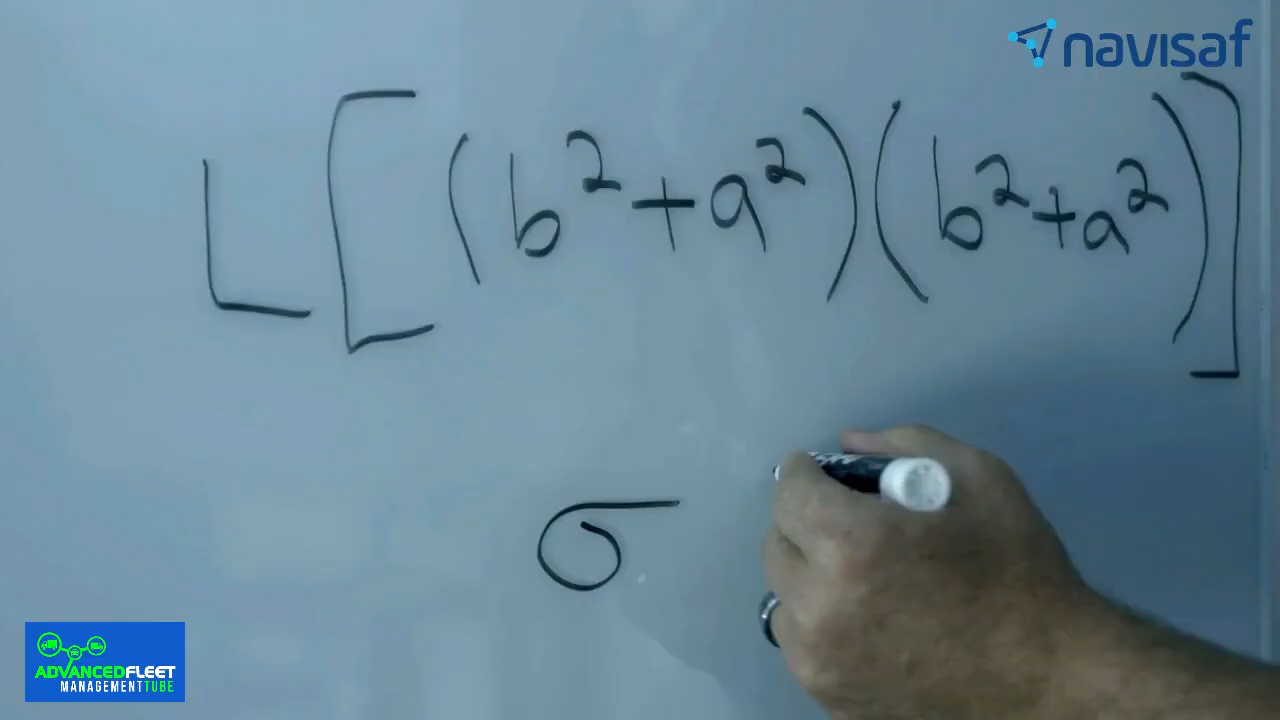 navisaf
L[(b²+a²)(b²+a²)]
σ
ADVANCEDFLEET
MANAGEMENTTUBE